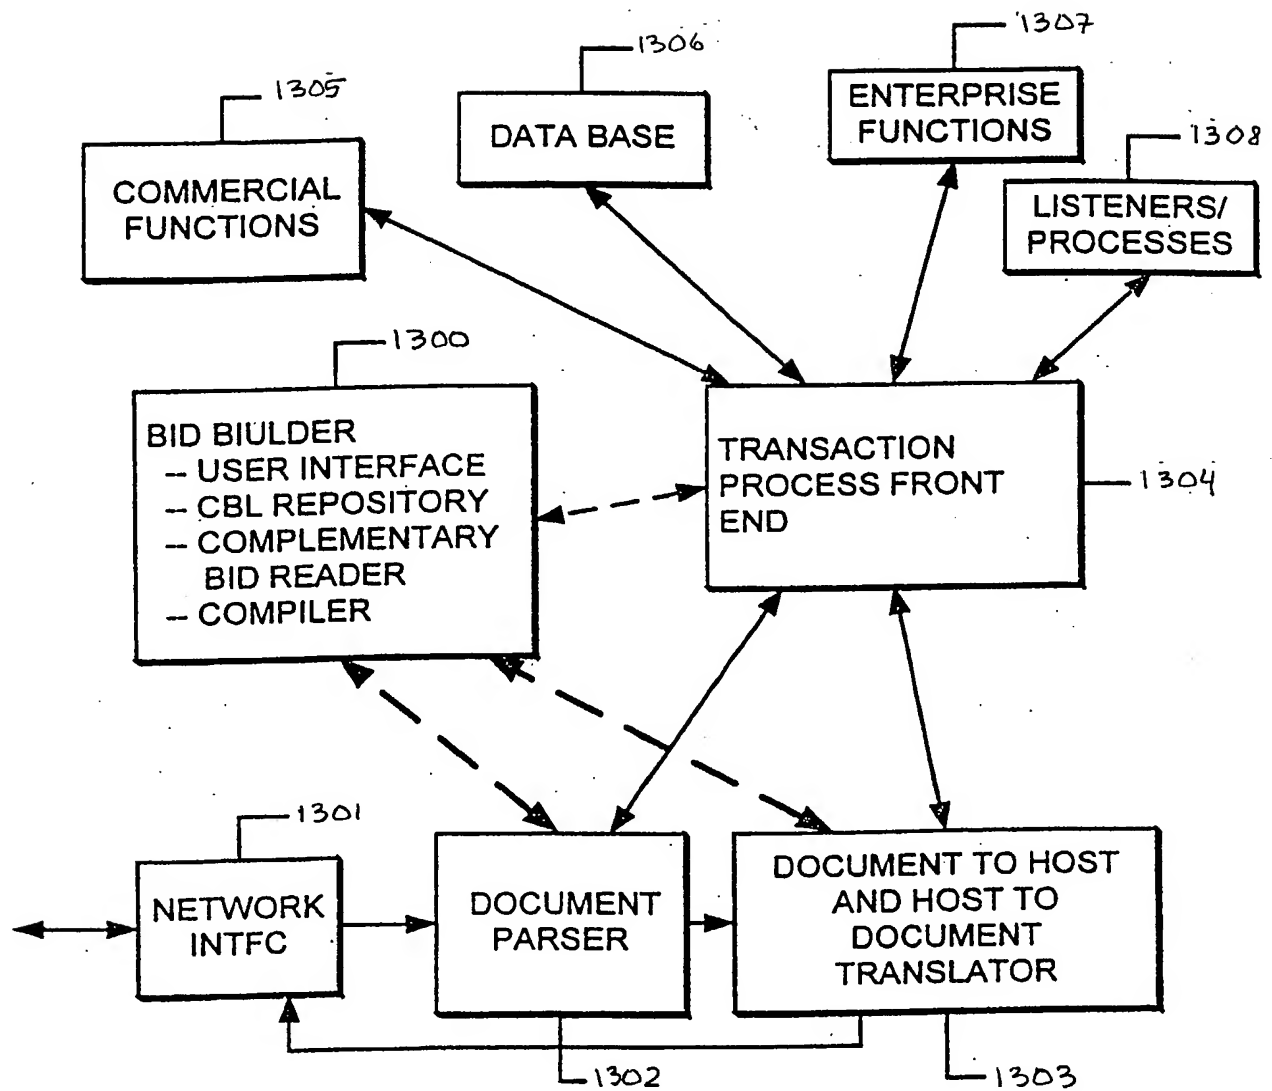 1307
1306
1305
ENTERPRISE
FUNCTIONS
DATA BASE
1308
COMMERCIAL
FUNCTIONS
LISTENERS/
PROCESSES
1300
BID BIULDER
– USER INTERFACE
– CBL REPOSITORY
– COMPLEMENTARY
BID READER
– COMPILER
TRANSACTION
PROCESS FRONT
END
1304
1301
NETWORK
INTFC
DOCUMENT
PARSER
DOCUMENT TO HOST
AND HOST TO
DOCUMENT
TRANSLATOR
1302
1303